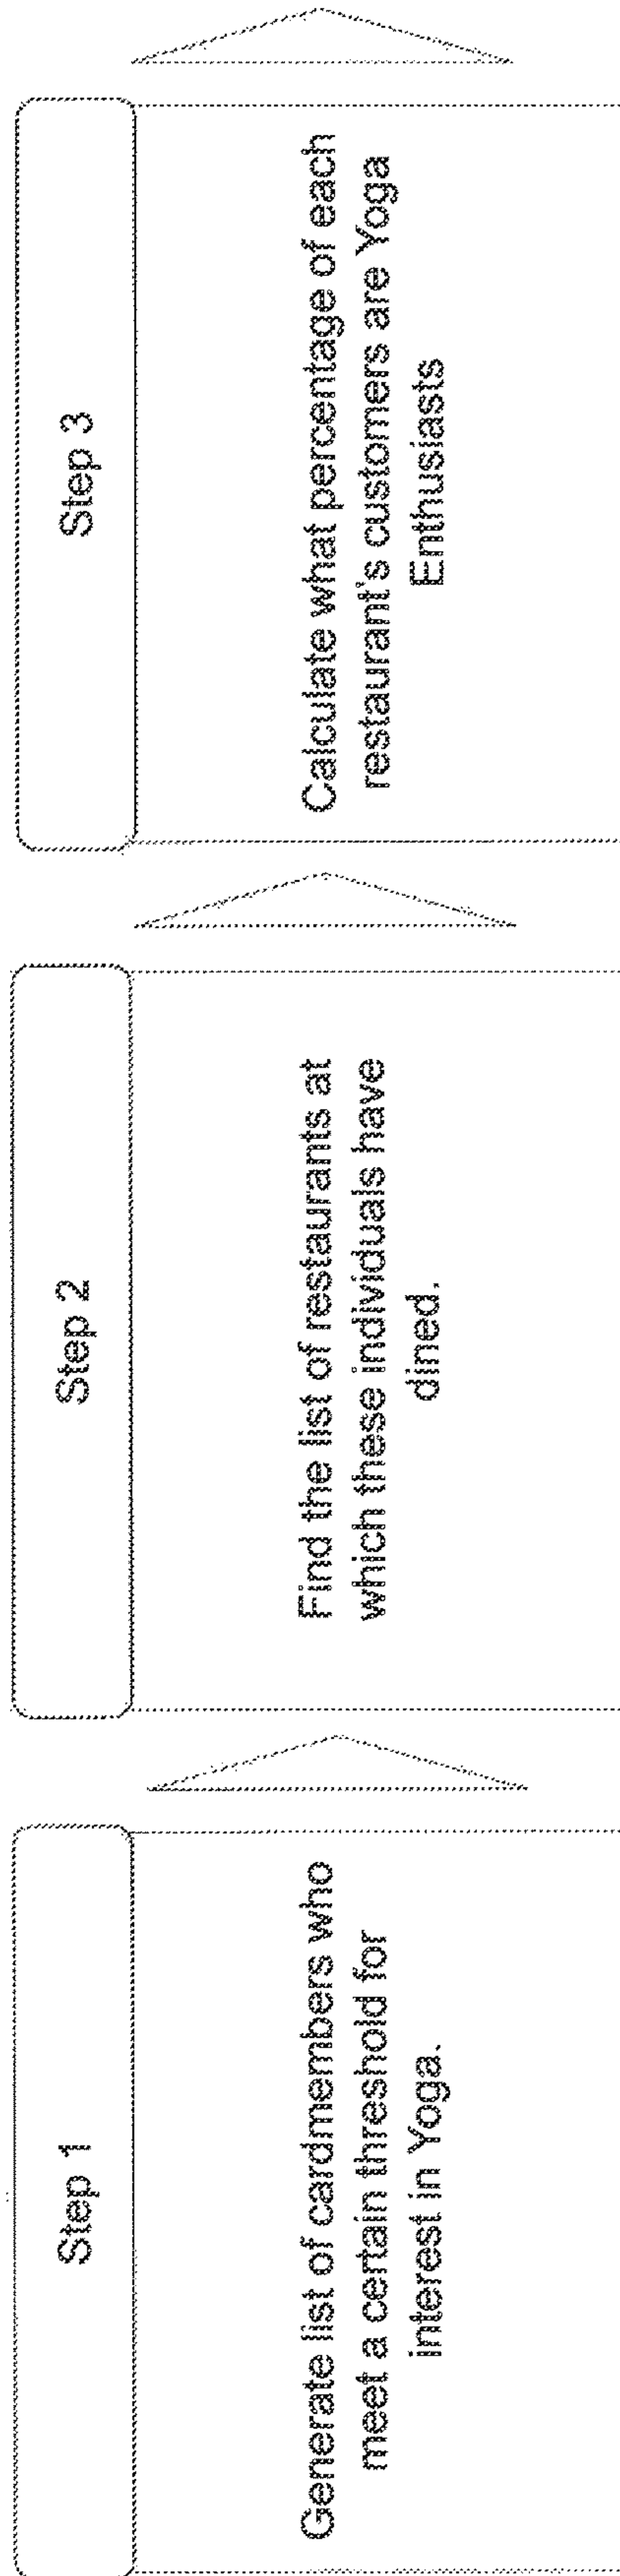 Step 1
Generate list of cardmembers who
meet a certain threshold for
interest in Yoga.
Step 2
Find the list of restaurants at
which these individuals have
dined.
Step 3
Calculate what percentage of each
restaurant's customers are Yoga
Enthusiasts